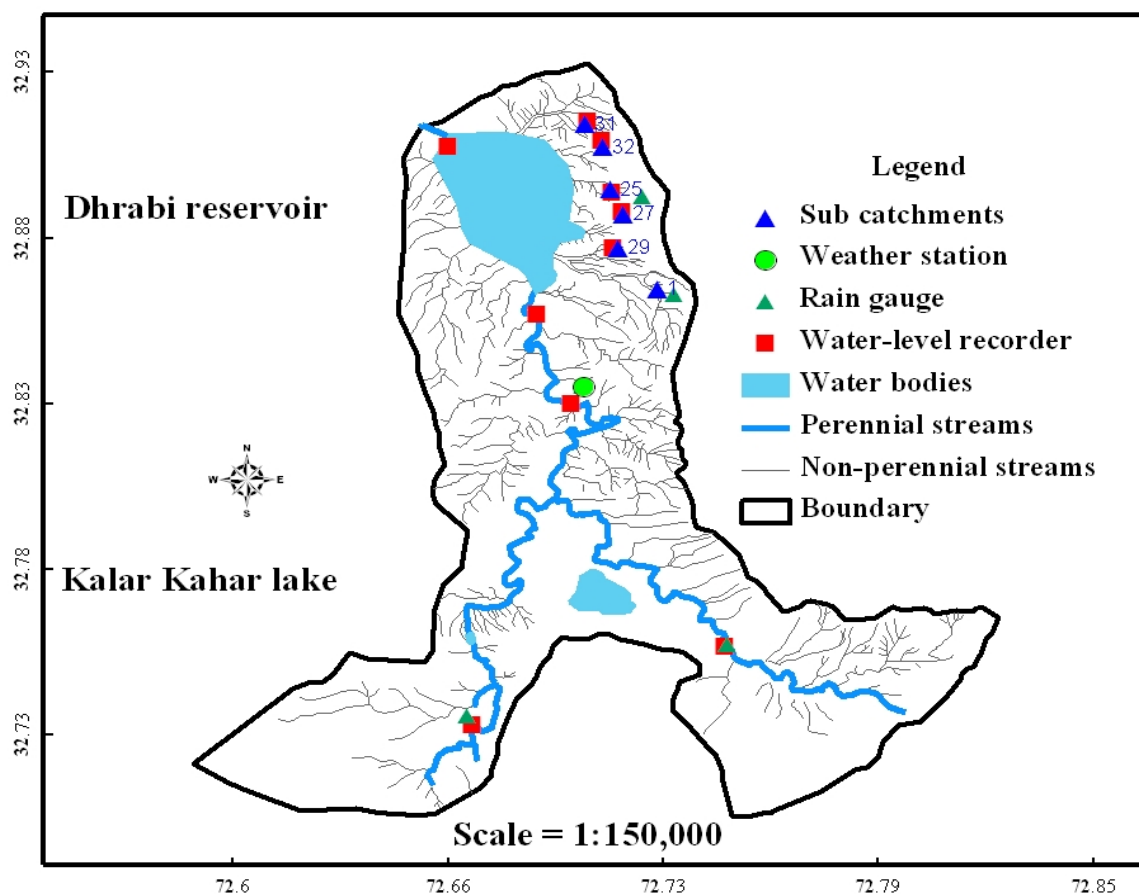 32.93
32.88
32.83
32.78
32.73
Dhrabi reservoir
Kalar Kahar lake
N
W E
S
31
32
25
27
29
1
Legend
Sub catchments
Weather station
Rain gauge
Water-level recorder
Water bodies
Perennial streams
Non-perennial streams
Boundary
Scale = 1:150,000
72.6 72.66 72.73 72.79 72.85